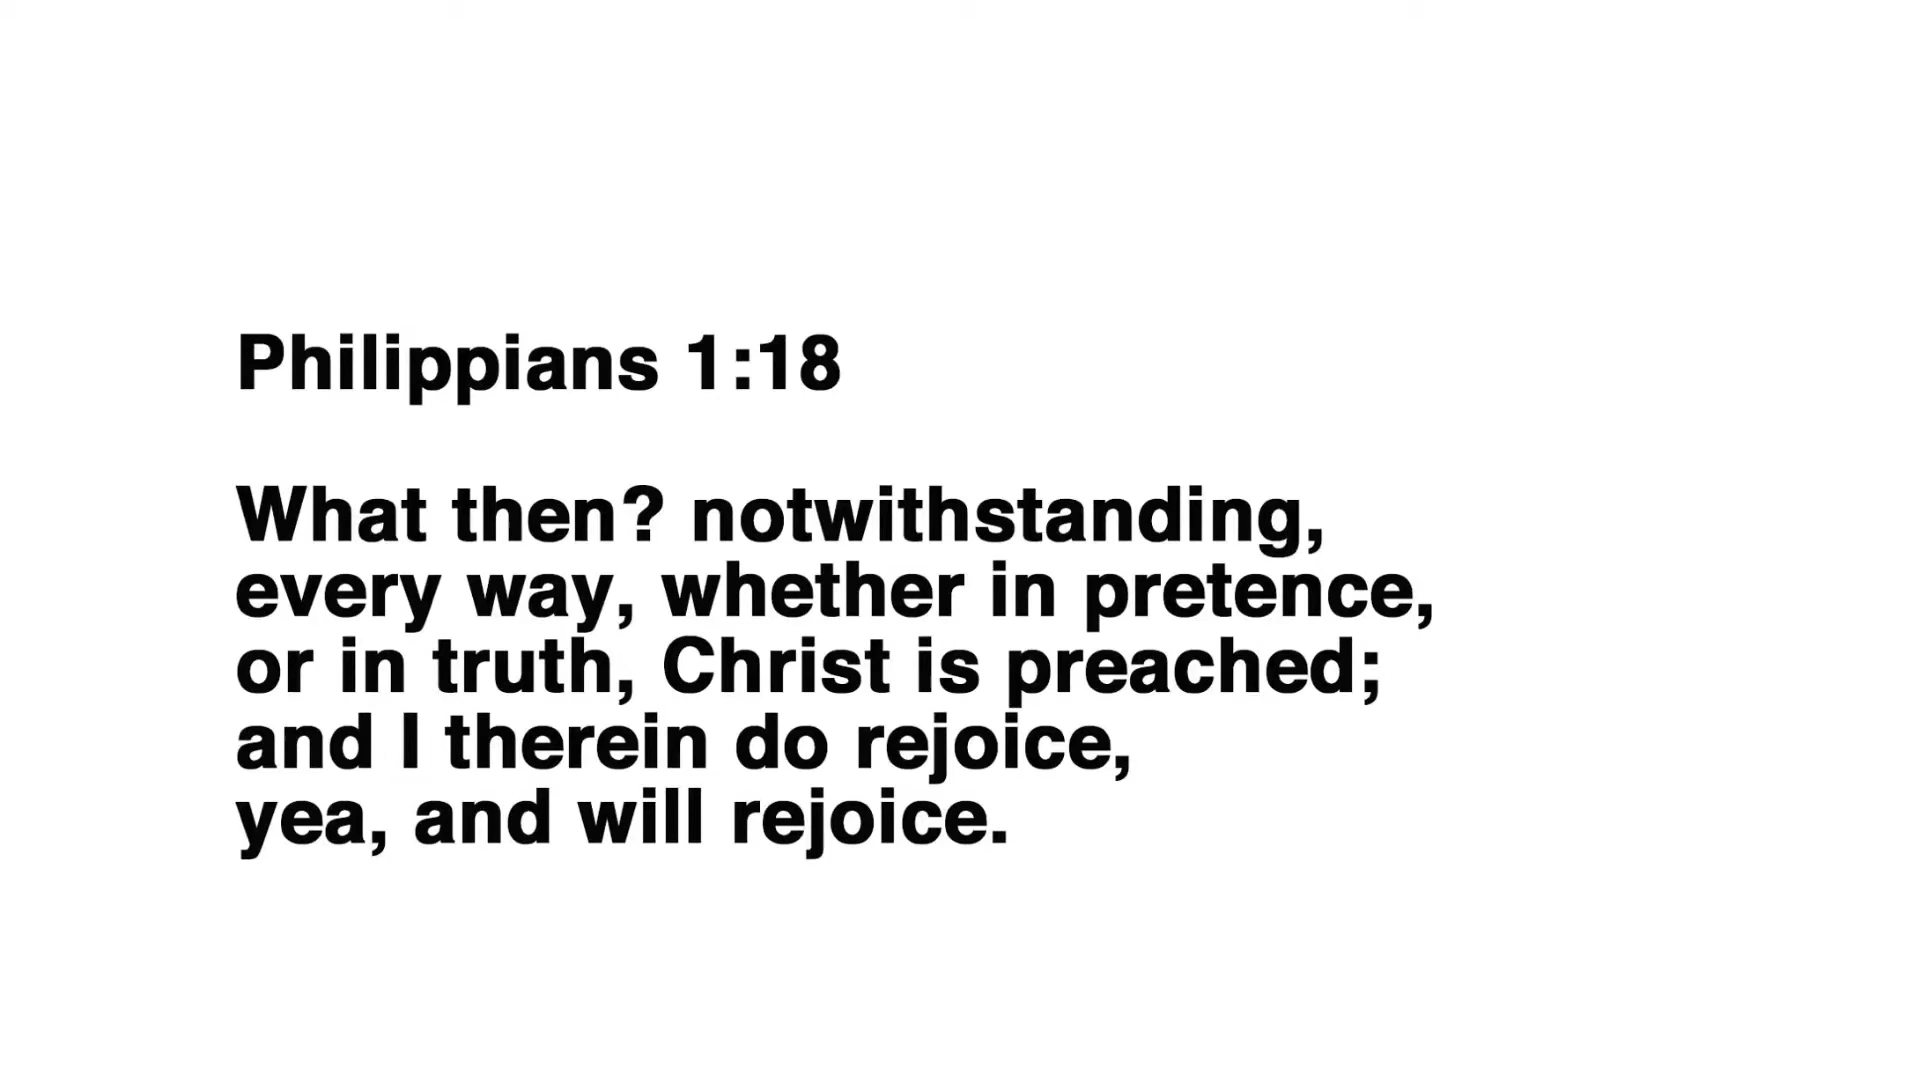 Philippians 1:18
What then? notwithstanding,
every way, whether in pretence,
or in truth, Christ is preached;
and I therein do rejoice,
yea, and will rejoice.